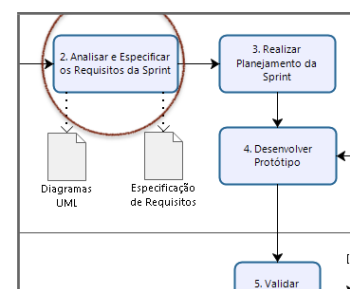 2. Analisar e Especificar
os Requisitos da Sprint
3. Realizar
Planejamento da
Sprint
4. Desenvolver
Protótipo
Diagramas
UML
Especificação
de Requisitos
5. Validar